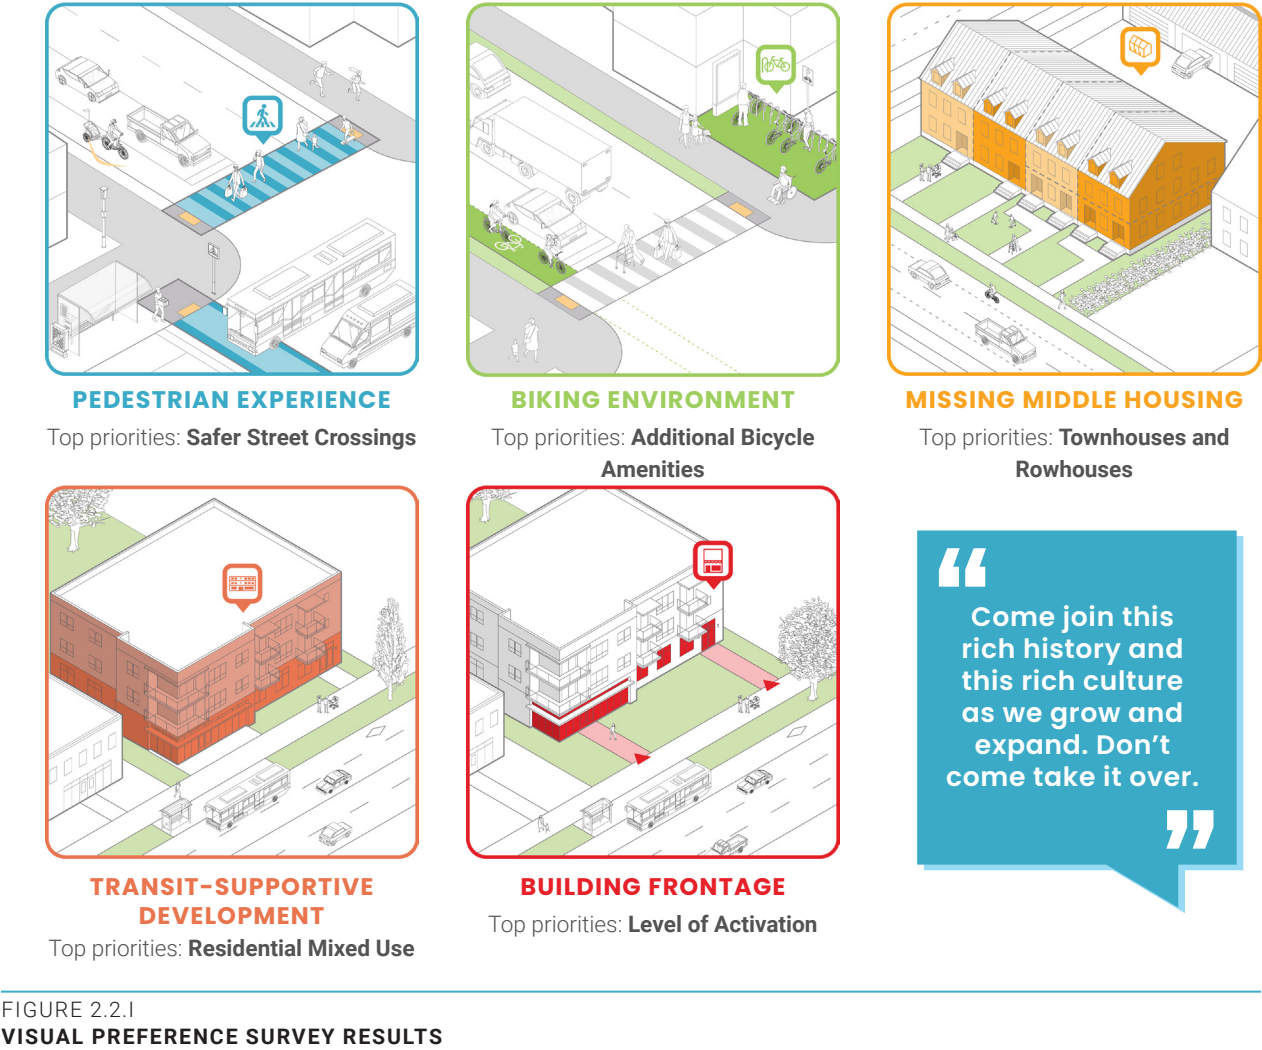 PEDESTRIAN EXPERIENCE
Top priorities: Safer Street Crossings
BIKING ENVIRONMENT
Top priorities: Additional Bicycle
Amenities
MISSING MIDDLE HOUSING
Top priorities: Townhouses and
Rowhouses
TRANSIT-SUPPORTIVE
DEVELOPMENT
Top priorities: Residential Mixed Use
BUILDING FRONTAGE
Top priorities: Level of Activation
“
Come join this
rich history and
this rich culture
as we grow and
expand. Don’t
come take it over.
”
FIGURE 2.2.I
VISUAL PREFERENCE SURVEY RESULTS